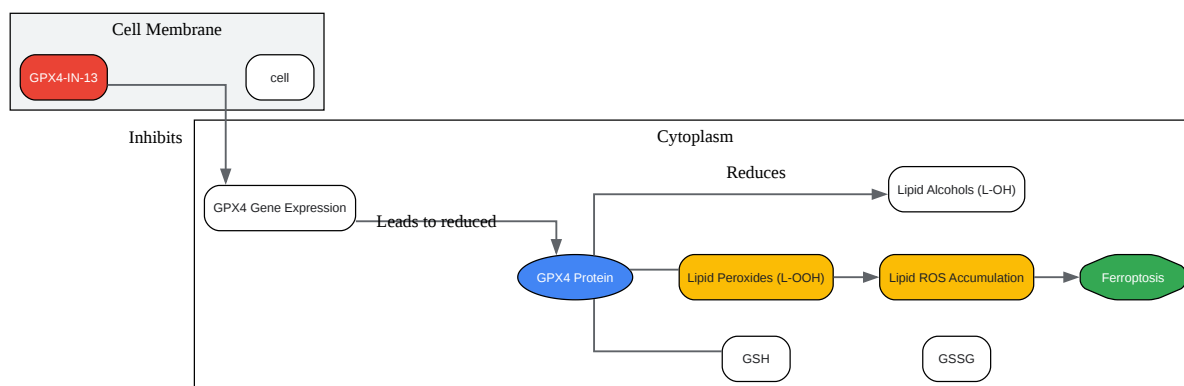 Cell Membrane
GPX4-IN-13
cell
Inhibits
Cytoplasm
Reduces
GPX4 Gene Expression
Lipid Alcohols (L-OH)
Leads to reduced
GPX4 Protein
Lipid Peroxides (L-OOH)
Lipid ROS Accumulation
Ferroptosis
GSH
GSSG